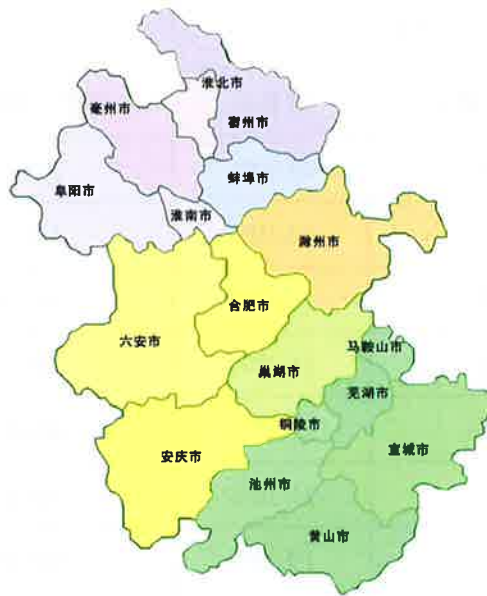 淮北市
亳州市
宿州市
蚌埠市
阜阳市
淮南市
滁州市
合肥市
六安市
马鞍山市
巢湖市
芜湖市
铜陵市
宣城市
安庆市
池州市
黄山市